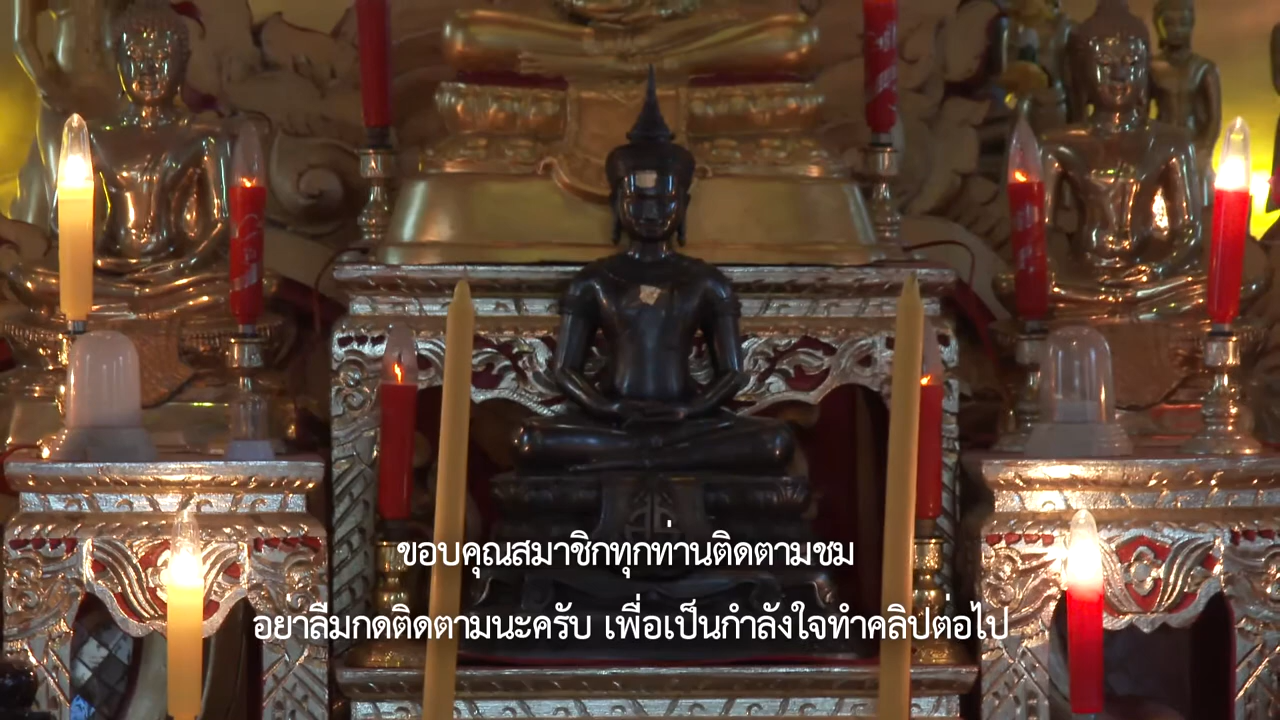 ขอบคุณสมาชิกทุกท่านติดตามชม
อย่าลืมกดติดตามนะครับ เพื่อเป็นกำลังใจทำคลิปต่อไป